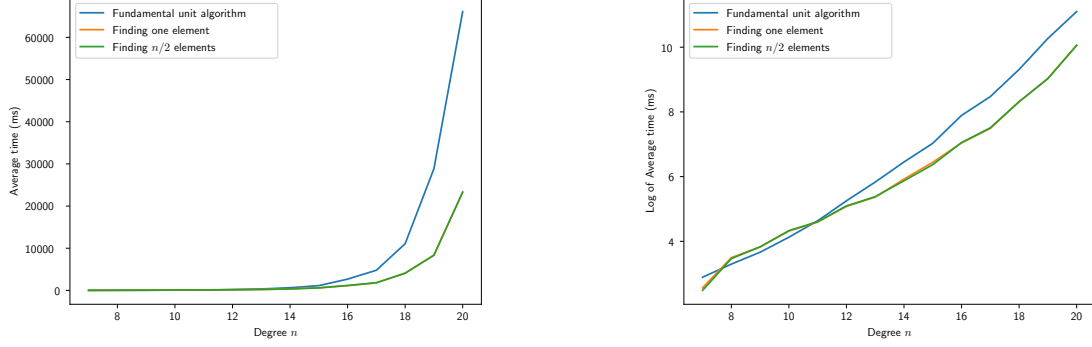 Fundamental unit algorithm
Finding one element
Finding n/2 elements
60000
50000
40000
30000
20000
10000
0
Average time (ms)
8 10 12 14 16 18 20
Degree n
Fundamental unit algorithm
Finding one element
Finding n/2 elements
10
8
6
4
Log of Average time (ms)
8 10 12 14 16 18 20
Degree n